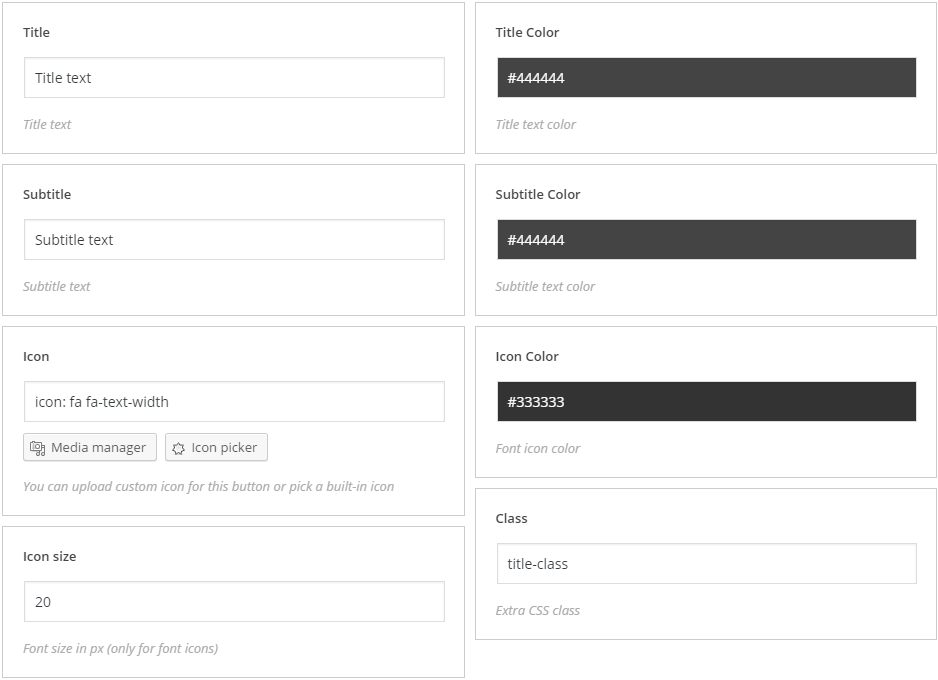 Title
Title text
Title text
Title Color
#444444
Title text color
Subtitle
Subtitle text
Subtitle text
Subtitle Color
#444444
Subtitle text color
Icon
icon: fa fa-text-width
Media manager Icon picker
You can upload custom icon for this button or pick a built-in icon
Icon Color
#333333
Font icon color
Icon size
20
Font size in px (only for font icons)
Class
title-class
Extra CSS class